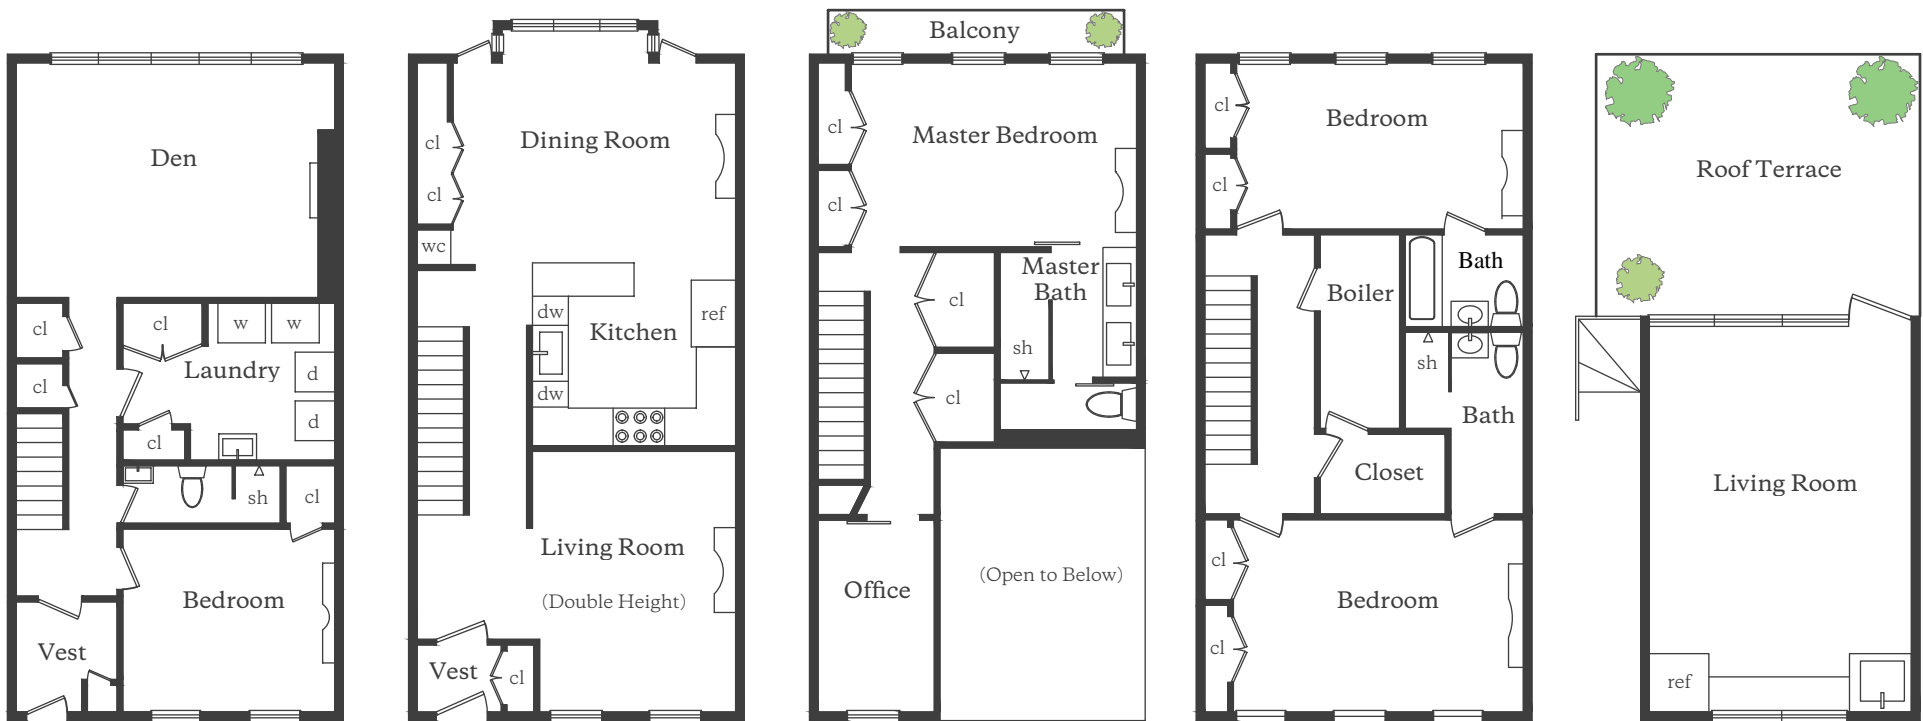 Den
cl
cl
cl
w
w
Laundry
d
d
cl
sh
cl
Bedroom
Vest
Dining Room
cl
cl
wc
dw
Kitchen
ref
dw
Living Room
(Double Height)
Vest
cl
Balcony
Master Bedroom
cl
cl
Master
Bath
cl
sh
cl
Office
(Open to Below)
Bedroom
cl
cl
Bath
Boiler
sh
Bath
Closet
cl
Bedroom
cl
Roof Terrace
Living Room
ref